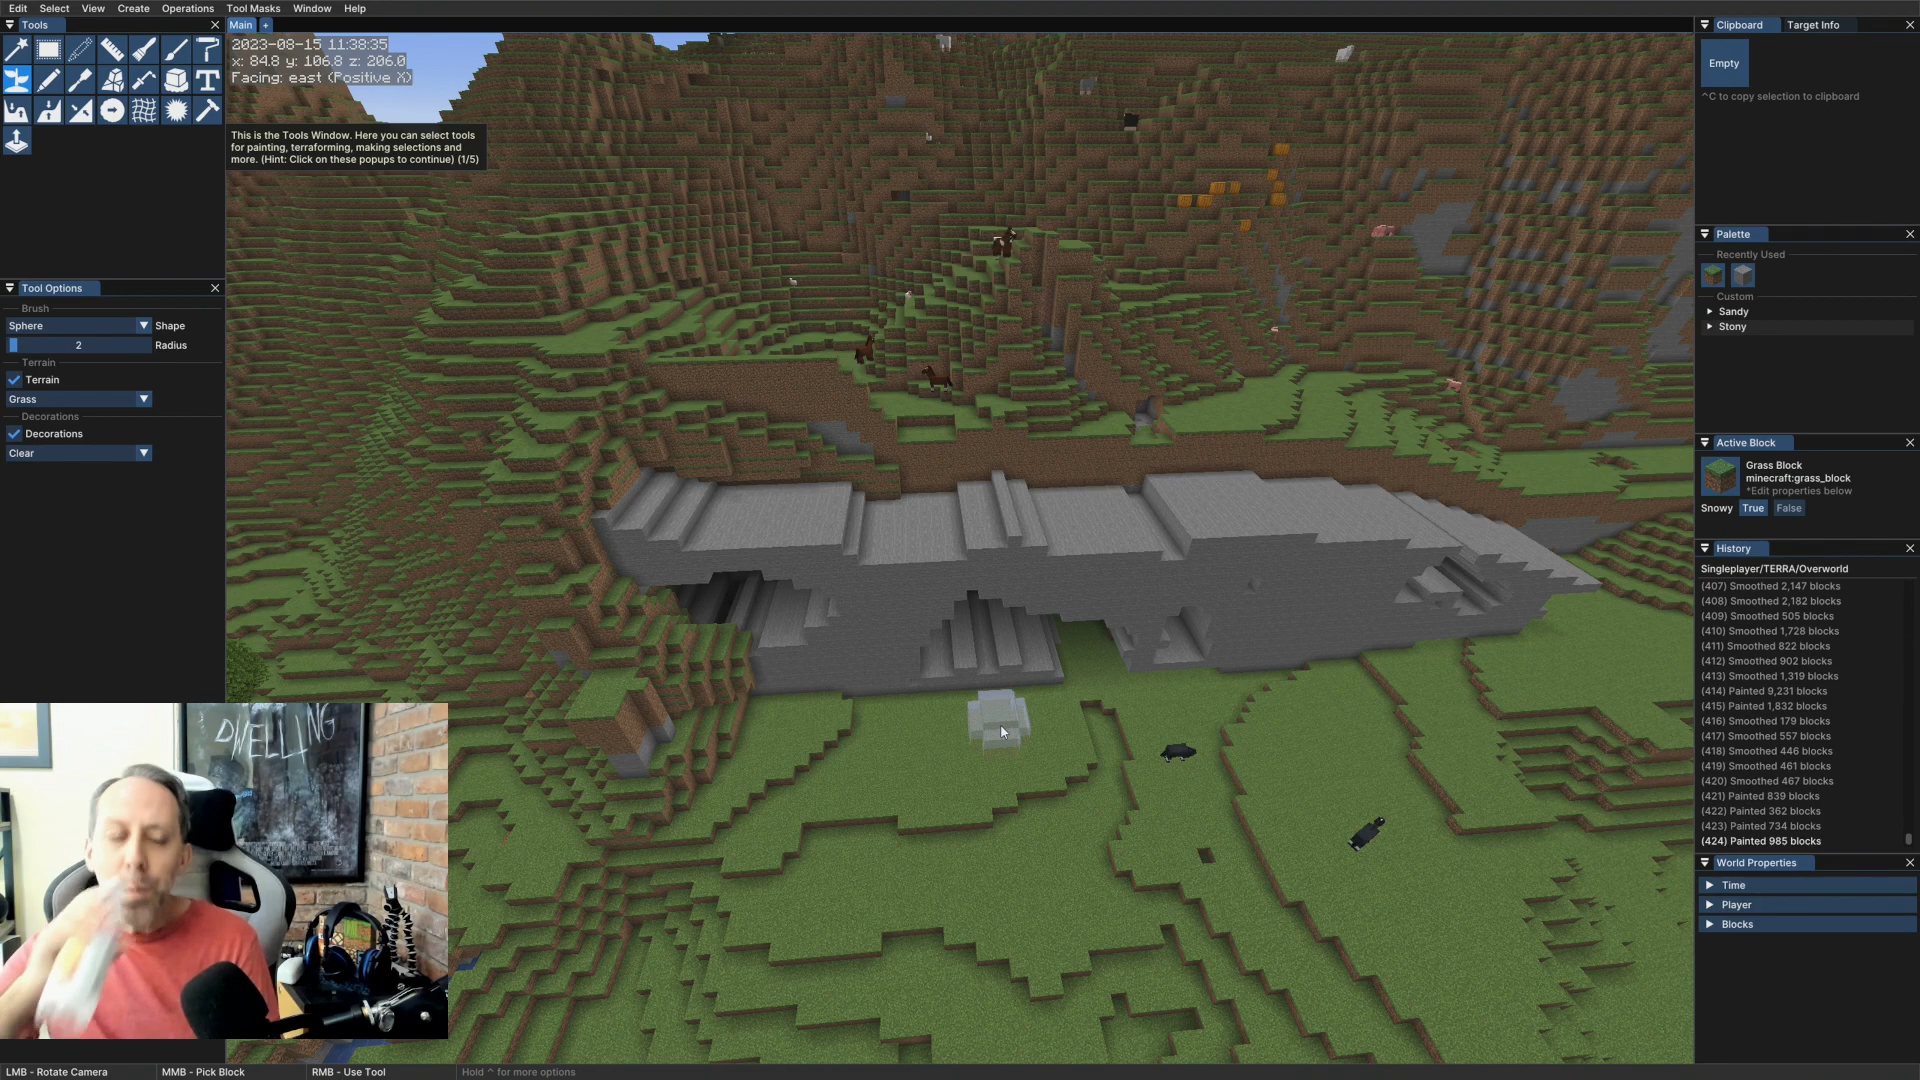 Edit Select View Create Operations Tool Masks Window Help
Tools
Main +
2023-08-15 11:38:35
x: 84.8 y: 106.8 z: 206.0
Facing: east (Positive X)
This is the Tools Window. Here you can select tools
for painting, terraforming, making selections and
more. (Hint: Click on these popups to continue) (1/5)
Tool Options
Brush
Sphere Shape
2 Radius
Terrain
Terrain
Grass
Decorations
Decorations
Clear
DWELLING
Clipboard Target Info
Empty
^C to copy selection to clipboard
Palette
Recently Used
Custom
Sandy
Stony
Active Block
Grass Block
minecraft:grass_block
*Edit properties below
Snowy True False
History
Singleplayer/TERRA/Overworld
(407) Smoothed 2,147 blocks
(408) Smoothed 2,182 blocks
(409) Smoothed 505 blocks
(410) Smoothed 1,728 blocks
(411) Smoothed 822 blocks
(412) Smoothed 902 blocks
(413) Smoothed 1,319 blocks
(414) Painted 9,231 blocks
(415) Painted 1,832 blocks
(416) Smoothed 179 blocks
(417) Smoothed 557 blocks
(418) Smoothed 446 blocks
(419) Smoothed 461 blocks
(420) Smoothed 467 blocks
(421) Painted 839 blocks
(422) Painted 362 blocks
(423) Painted 734 blocks
(424) Painted 985 blocks
World Properties
Time
Player
Blocks
LMB - Rotate Camera MMB - Pick Block RMB - Use Tool Hold ^ for more options